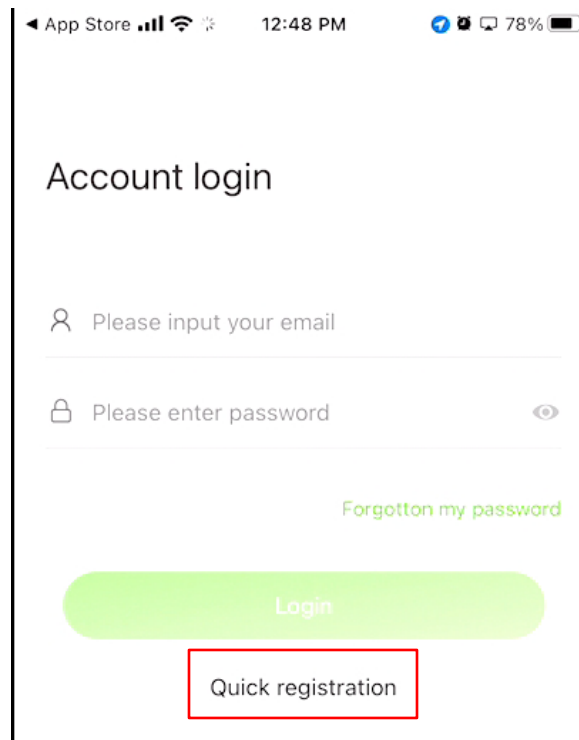 ◀ App Store 12:48 PM 78%
Account login
Please input your email
Please enter password
Forgotton my password
Login
Quick registration